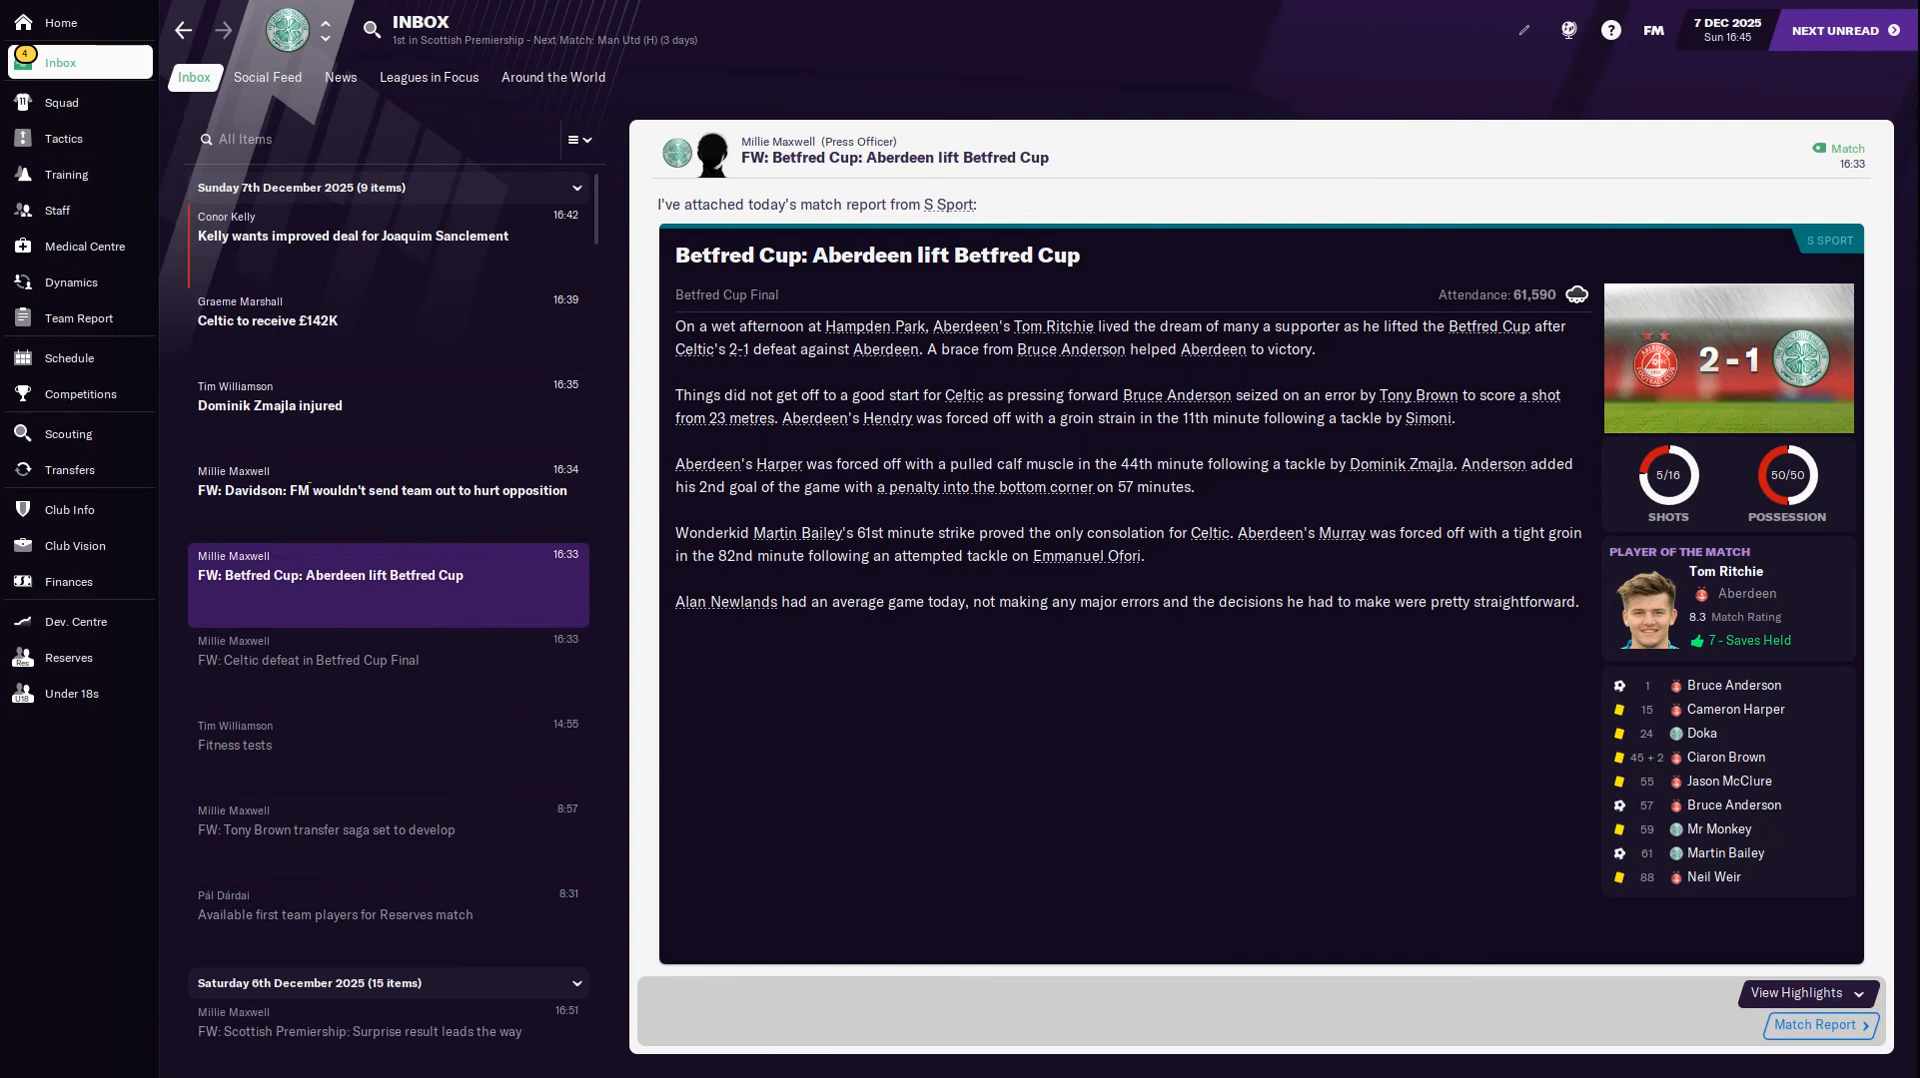 Home
4
Inbox
Squad
Tactics
Training
Staff
Medical Centre
Dynamics
Team Report
Schedule
Competitions
Scouting
Transfers
Club Info
Club Vision
Finances
Dev. Centre
Res
Reserves
U18
Under 18s
INBOX
1st in Scottish Premiership - Next Match: Man Utd (H) (3 days)
FM
7 DEC 2025
Sun 16:45
NEXT UNREAD
Inbox
Social Feed
News
Leagues in Focus
Around the World
All Items
Sunday 7th December 2025 (9 items)
Conor Kelly
16:42
Kelly wants improved deal for Joaquim Sanclement
Graeme Marshall
16:39
Celtic to receive £142K
Tim Williamson
16:35
Dominik Zmajla injured
Millie Maxwell
16:34
FW: Davidson: FM wouldn't send team out to hurt opposition
Millie Maxwell
16:33
FW: Betfred Cup: Aberdeen lift Betfred Cup
Millie Maxwell
16:33
FW: Celtic defeat in Betfred Cup Final
Tim Williamson
14:55
Fitness tests
Millie Maxwell
8:57
FW: Tony Brown transfer saga set to develop
Pál Dárdai
8:31
Available first team players for Reserves match
Saturday 6th December 2025 (15 items)
Millie Maxwell
16:51
FW: Scottish Premiership: Surprise result leads the way
Millie Maxwell (Press Officer)
FW: Betfred Cup: Aberdeen lift Betfred Cup
Match
16:33
I've attached today's match report from S Sport:
S SPORT
Betfred Cup: Aberdeen lift Betfred Cup
Betfred Cup Final
Attendance: 61,590
On a wet afternoon at Hampden Park, Aberdeen's Tom Ritchie lived the dream of many a supporter as he lifted the Betfred Cup after
Celtic's 2-1 defeat against Aberdeen. A brace from Bruce Anderson helped Aberdeen to victory.
Things did not get off to a good start for Celtic as pressing forward Bruce Anderson seized on an error by Tony Brown to score a shot
from 23 metres. Aberdeen's Hendry was forced off with a groin strain in the 11th minute following a tackle by Simoni.
Aberdeen's Harper was forced off with a pulled calf muscle in the 44th minute following a tackle by Dominik Zmajla. Anderson added
his 2nd goal of the game with a penalty into the bottom corner on 57 minutes.
Wonderkid Martin Bailey's 61st minute strike proved the only consolation for Celtic. Aberdeen's Murray was forced off with a tight groin
in the 82nd minute following an attempted tackle on Emmanuel Ofori.
Alan Newlands had an average game today, not making any major errors and the decisions he had to make were pretty straightforward.
2 - 1
5/16
SHOTS
50/50
POSSESSION
PLAYER OF THE MATCH
Tom Ritchie
Aberdeen
8.3 Match Rating
7 - Saves Held
1 Bruce Anderson
15 Cameron Harper
24 Doka
45 + 2 Ciaron Brown
55 Jason McClure
57 Bruce Anderson
59 Mr Monkey
61 Martin Bailey
88 Neil Weir
View Highlights
Match Report